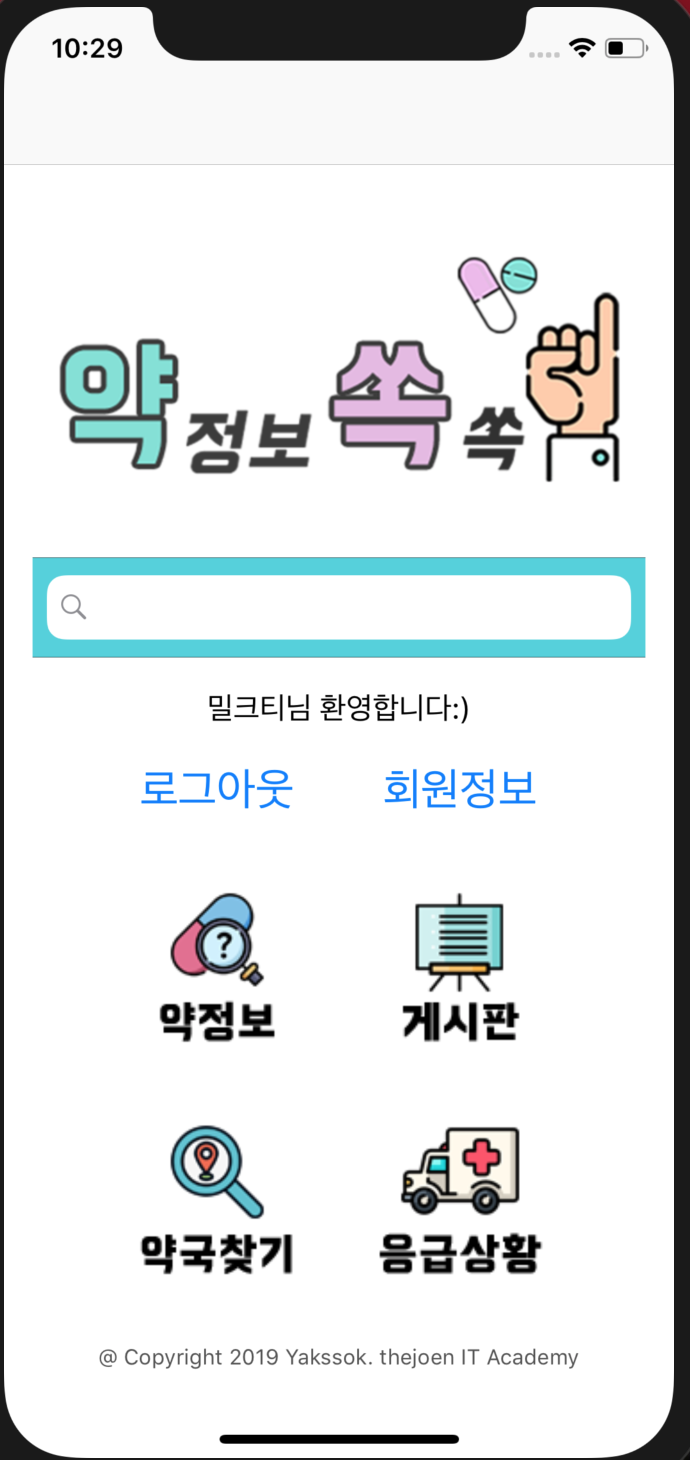 10:29
약정보쏙쏙
밀크티님 환영합니다:)
로그아웃 회원정보
?
약정보 게시판
약국찾기 응급상황
@ Copyright 2019 Yakssok. thejoen IT Academy